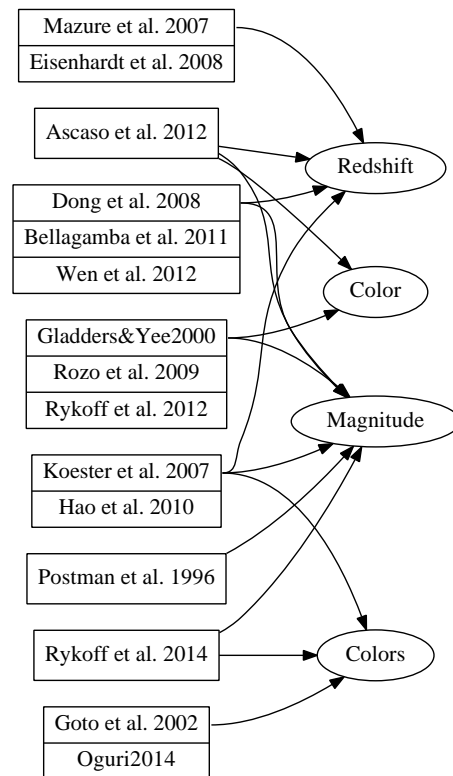 Mazure et al. 2007
Eisenhardt et al. 2008
Ascaso et al. 2012
Dong et al. 2008
Bellagamba et al. 2011
Wen et al. 2012
Gladders&Yee2000
Rozo et al. 2009
Rykoff et al. 2012
Koester et al. 2007
Hao et al. 2010
Postman et al. 1996
Rykoff et al. 2014
Goto et al. 2002
Oguri2014
Redshift
Color
Magnitude
Colors